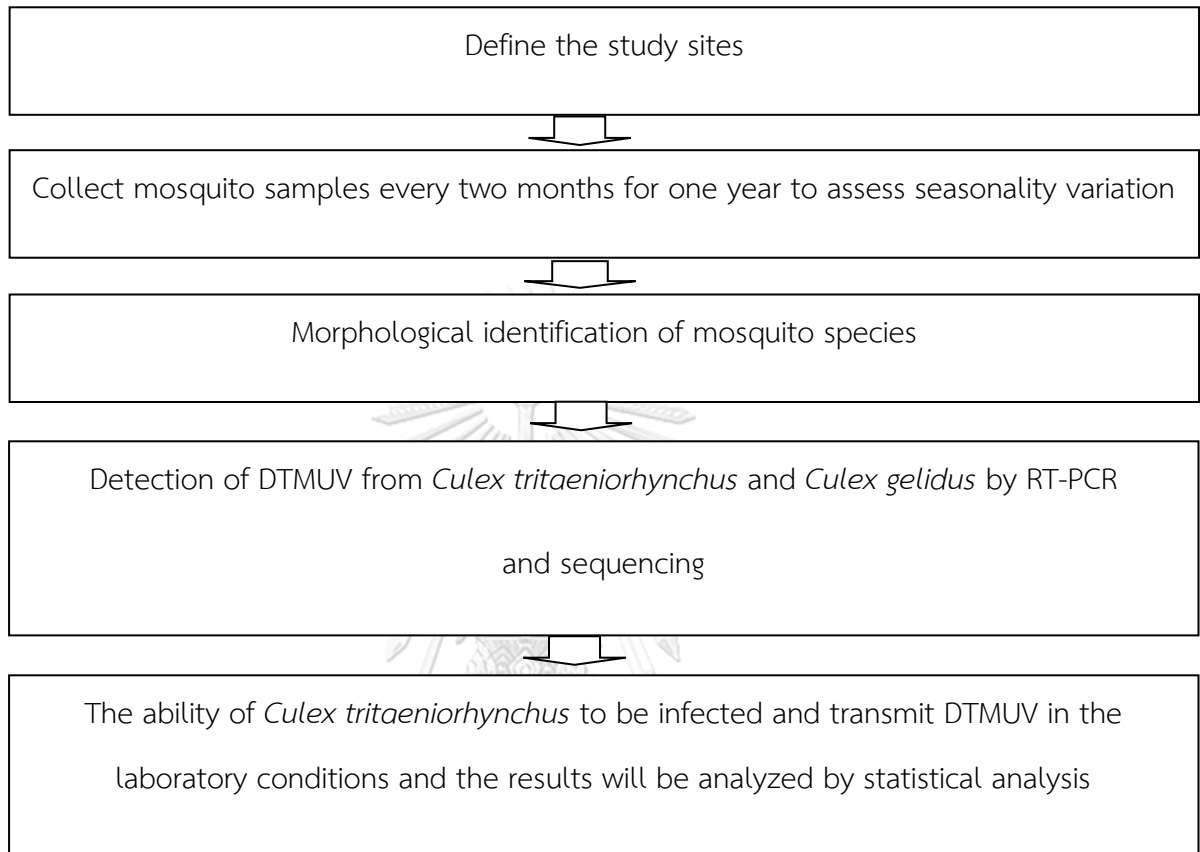 Define the study sites
Collect mosquito samples every two months for one year to assess seasonality variation
Morphological identification of mosquito species
Detection of DTMUV from Culex tritaeniorhynchus and Culex gelidus by RT-PCR
and sequencing
The ability of Culex tritaeniorhynchus to be infected and transmit DTMUV in the
laboratory conditions and the results will be analyzed by statistical analysis